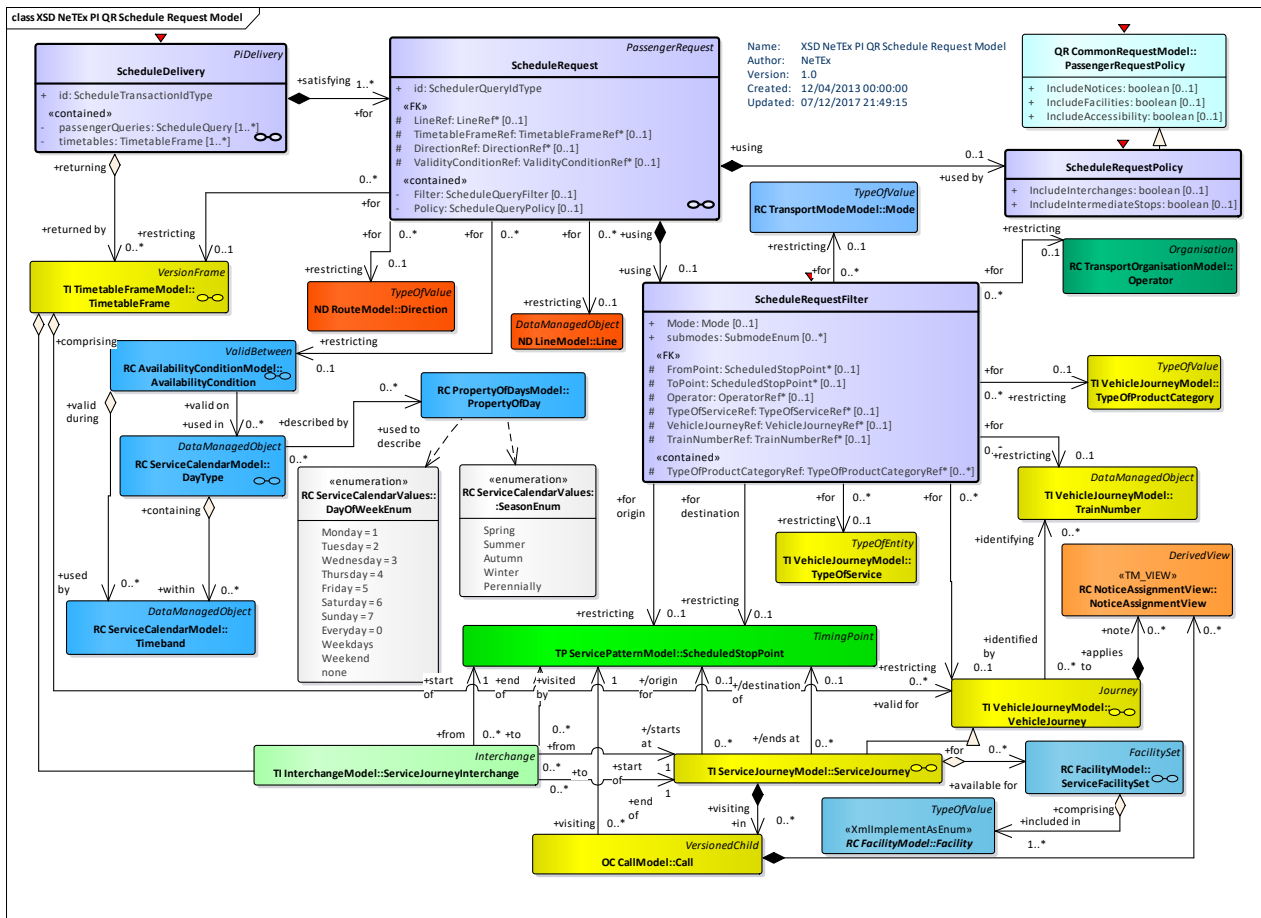 class XSD NeTEx PI QR Schedule Request Model
PiDelivery
ScheduleDelivery
+ id: ScheduleTransactionIdType
«contained»
- passengerQueries: ScheduleQuery [1..*]
- timetables: TimetableFrame [1..*]
+satisfying
1..*
+for
PassengerRequest
ScheduleRequest
+ id: SchedulerQueryIdType
«FK»
# LineRef: LineRef* [0..1]
# TimetableFrameRef: TimetableFrameRef* [0..1]
# DirectionRef: DirectionRef* [0..1]
# ValidityConditionRef: ValidityConditionRef* [0..1]
«contained»
- Filter: ScheduleQueryFilter [0..1]
- Policy: ScheduleQueryPolicy [0..1]
Name: XSD NeTEx PI QR Schedule Request Model
Author: NeTEx
Version: 1.0
Created: 12/04/2013 00:00:00
Updated: 07/12/2017 21:49:15
QR CommonRequestModel::
PassengerRequestPolicy
+ IncludeNotices: boolean [0..1]
+ IncludeFacilities: boolean [0..1]
+ IncludeAccessibility: boolean [0..1]
+using
0..1
+used by
ScheduleRequestPolicy
+ IncludeInterchanges: boolean [0..1]
+ IncludeIntermediateStops: boolean [0..1]
+returning
+returned by
0..*
0..*
+for
+restricting
0..1
VersionFrame
TI TimetableFrameModel::
TimetableFrame
+for
0..*
+restricting
0..1
TypeOfValue
ND RouteModel::Direction
+for
0..*
+restricting
0..1
+for
0..*
+restricting
0..1
DataManagedObject
ND LineModel::Line
+using
+using
0..1
TypeOfValue
RC TransportModeModel::Mode
+restricting
0..1
+for
0..*
+restricting
0..1
+for
0..*
Organisation
RC TransportOrganisationModel::
Operator
ScheduleRequestFilter
+ Mode: Mode [0..1]
+ submodes: SubmodeEnum [0..*]
«FK»
# FromPoint: ScheduledStopPoint* [0..1]
# ToPoint: ScheduledStopPoint* [0..1]
# Operator: OperatorRef* [0..1]
# TypeOfServiceRef: TypeOfServiceRef* [0..1]
# VehicleJourneyRef: VehicleJourneyRef* [0..1]
# TrainNumberRef: TrainNumberRef* [0..1]
«contained»
# TypeOfProductCategoryRef: TypeOfProductCategoryRef* [0..*]
+for
0..1
0..*
+restricting
TypeOfValue
TI VehicleJourneyModel::
TypeOfProductCategory
+for
0..*
+restricting
0..1
DataManagedObject
TI VehicleJourneyModel::
TrainNumber
+comprising
ValidBetween
RC AvailabilityConditionModel::
AvailabilityCondition
+valid
during
+valid on
+used in
0..*
DataManagedObject
RC ServiceCalendarModel::
DayType
+described by
0..*
0..*
RC PropertyOfDaysModel::
PropertyOfDay
+used to
describe
«enumeration»
RC ServiceCalendarValues::
DayOfWeekEnum
Monday = 1
Tuesday = 2
Wednesday = 3
Thursday = 4
Friday = 5
Saturday = 6
Sunday = 7
Everyday = 0
Weekdays
Weekend
none
«enumeration»
RC ServiceCalendarValues:
:SeasonEnum
Spring
Summer
Autumn
Winter
Perennially
+containing
+used
by
0..*
+within
0..*
DataManagedObject
RC ServiceCalendarModel::
Timeband
+for
origin
0..*
+for
destination
0..*
+for
0..*
+restricting
0..1
TypeOfEntity
TI VehicleJourneyModel::
TypeOfService
+for
0..*
+identifying
0..*
DerivedView
«TM_VIEW»
RC NoticeAssignmentView::
NoticeAssignmentView
+note
0..*
0..*
+applies
to
+restricting
0..1
0..1
TimingPoint
TP ServicePatternModel::ScheduledStopPoint
+identified
by
0..1
0..*
+restricting
0..*
+valid for
Journey
TI VehicleJourneyModel::
VehicleJourney
+start
of
1
+end
of
+visited
by
1
+/origin
for
0..1
+/destination
of
0..1
+from
0..*
+to
0..*
+from
+/starts
at
0..*
+/ends at
0..*
1
Interchange
TI InterchangeModel::ServiceJourneyInterchange
0..*
+to
0..*
+start
of
1
+end
of
TI ServiceJourneyModel::ServiceJourney
+for
0..*
+available for
FacilitySet
RC FacilityModel::
ServiceFacilitySet
+comprising
+included in
1..*
TypeOfValue
«XmlImplementAsEnum»
RC FacilityModel::Facility
+visiting
+in
0..*
+visiting
0..*
VersionedChild
OC CallModel::Call